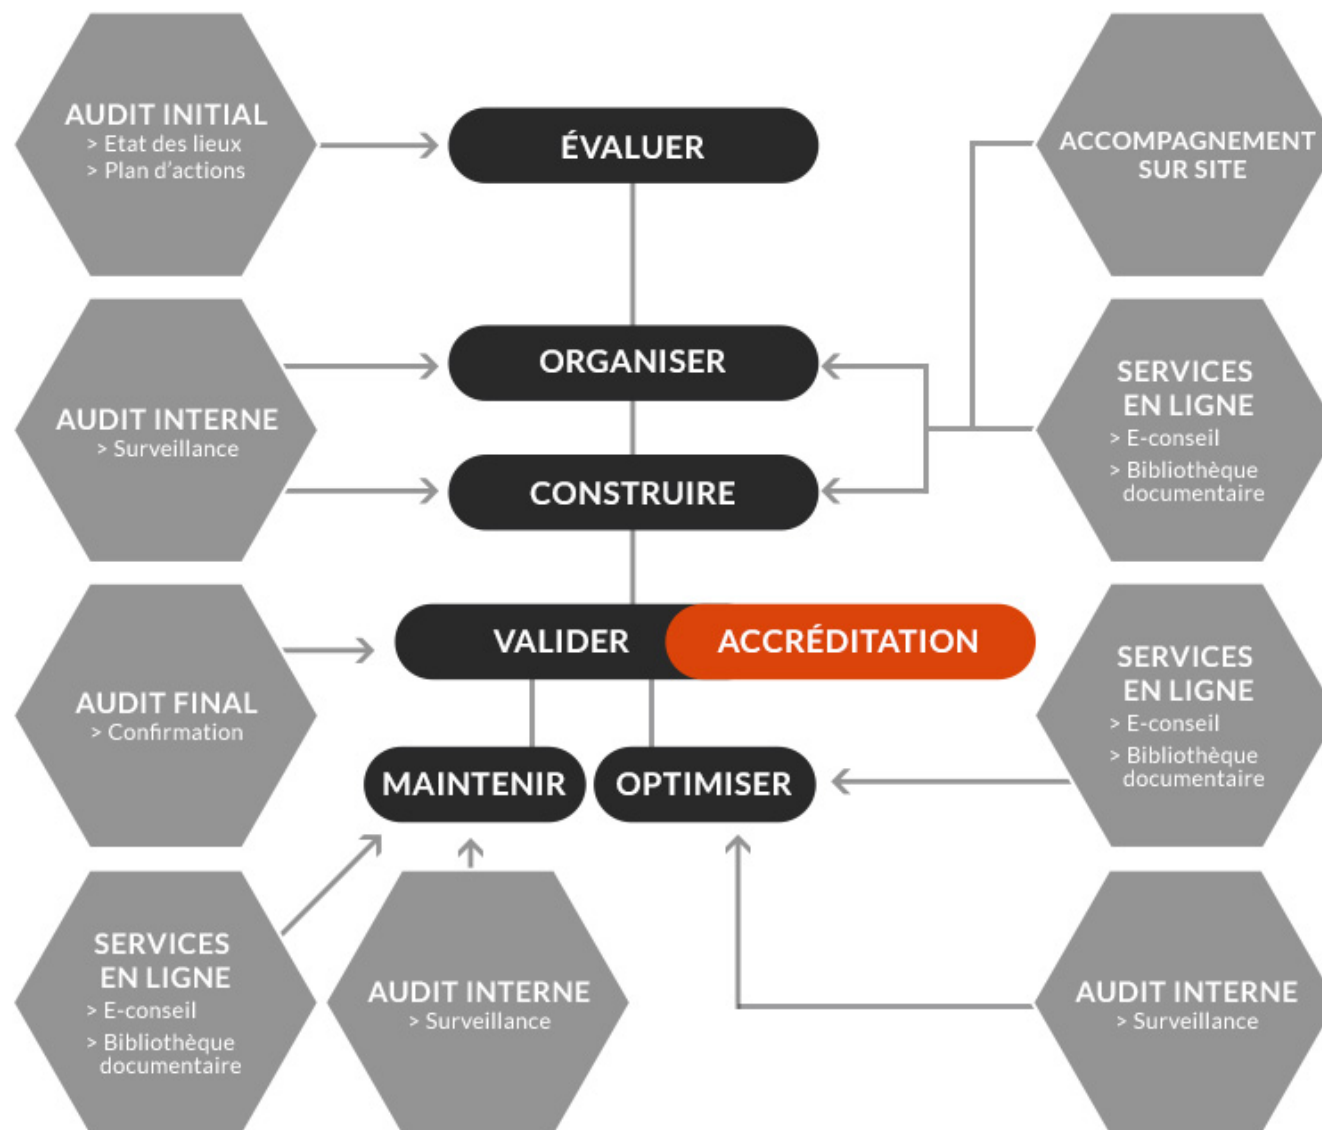 AUDIT INITIAL
> Etat des lieux
> Plan d'actions
ÉVALUER
ACCOMPAGNEMENT
SUR SITE
AUDIT INTERNE
> Surveillance
ORGANISER
CONSTRUIRE
SERVICES
EN LIGNE
> E-conseil
> Bibliothèque
documentaire
AUDIT FINAL
> Confirmation
VALIDER
ACCRÉDITATION
SERVICES
EN LIGNE
> E-conseil
> Bibliothèque
documentaire
MAINTENIR
OPTIMISER
SERVICES
EN LIGNE
> E-conseil
> Bibliothèque
documentaire
AUDIT INTERNE
> Surveillance
AUDIT INTERNE
> Surveillance